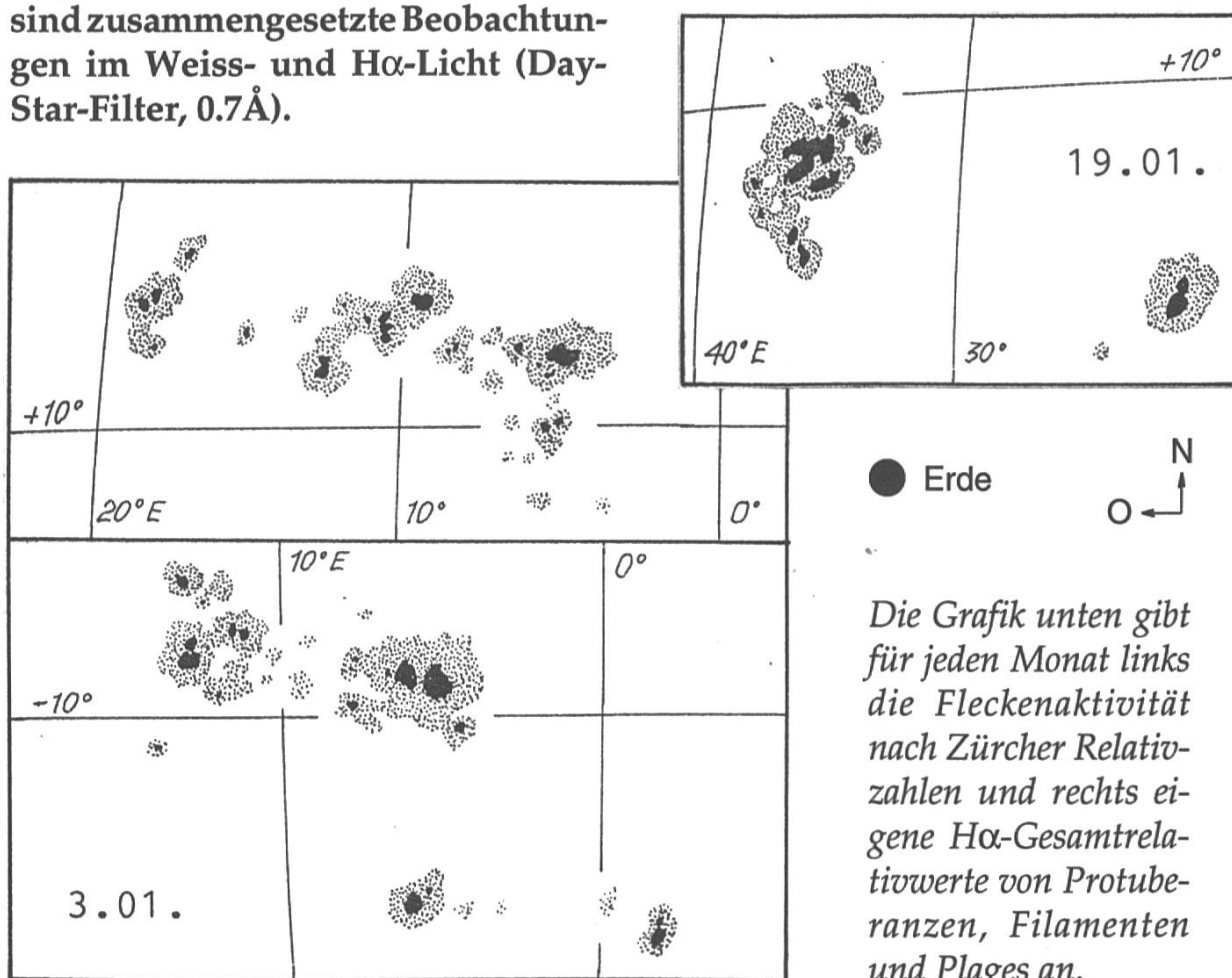 sind zusammengesetzte Beobachtun-
gen im Weiss- und Hα-Licht (Day-
Star-Filter, 0.7Å).
+10°
19.01.
40°E
30°
+10°
20°E
10°
0°
Erde
N
O
10°E
0°
-10°
3.01.
Die Grafik unten gibt
für jeden Monat links
die Fleckenaktivität
nach Zürcher Relativ-
zahlen und rechts ei-
gene Hα-Gesamtrela-
tivwerte von Protube-
ranzen, Filamenten
und Plages an.